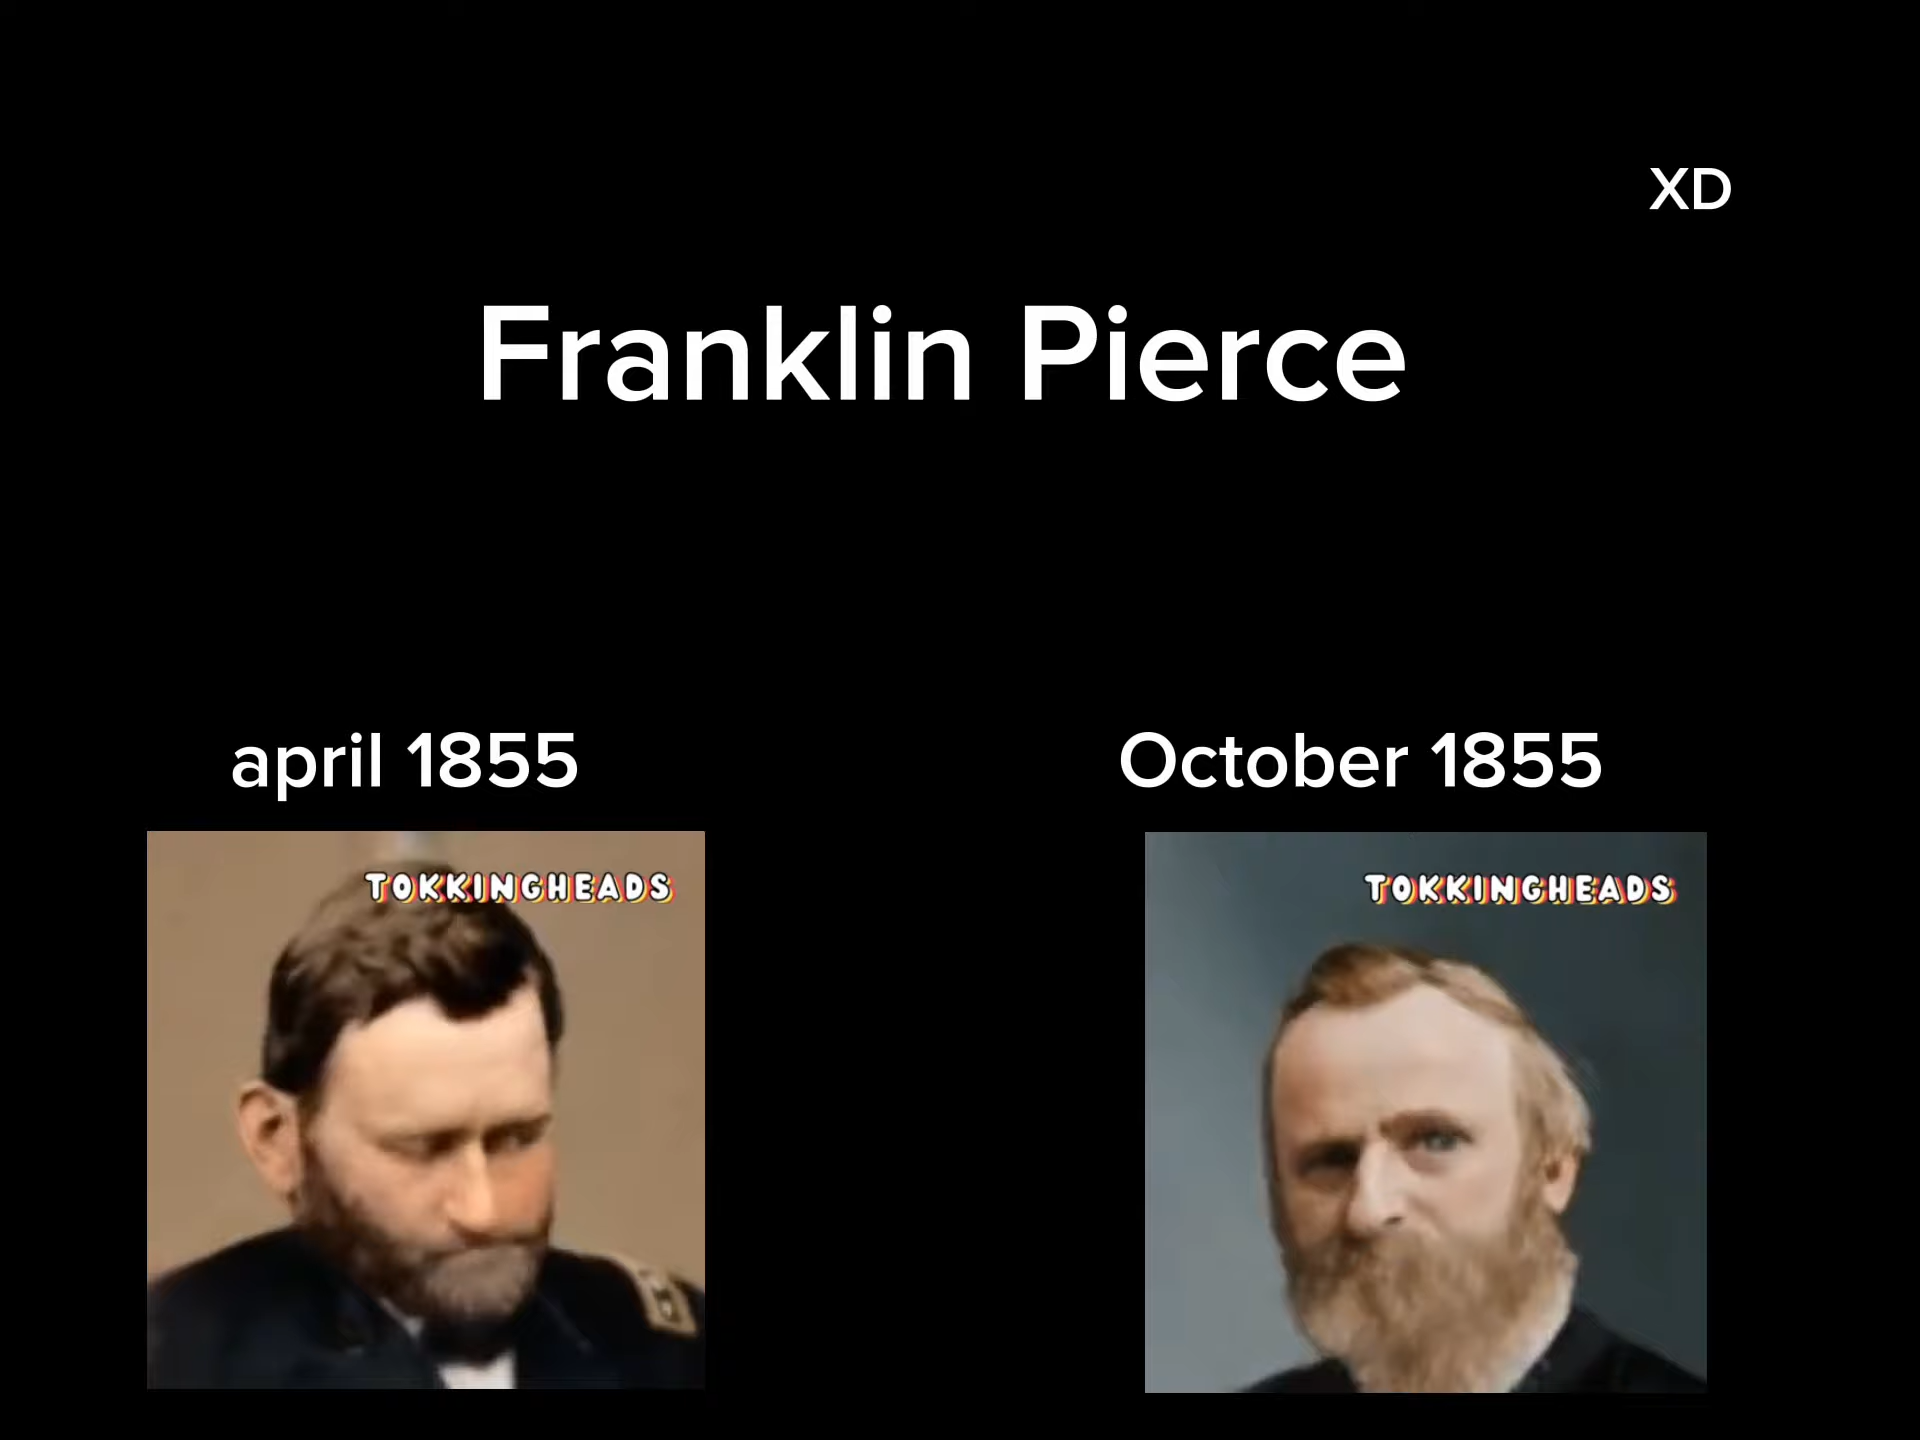 XD
Franklin Pierce
april 1855
October 1855
TOKKINGHEADS
TOKKINGHEADS